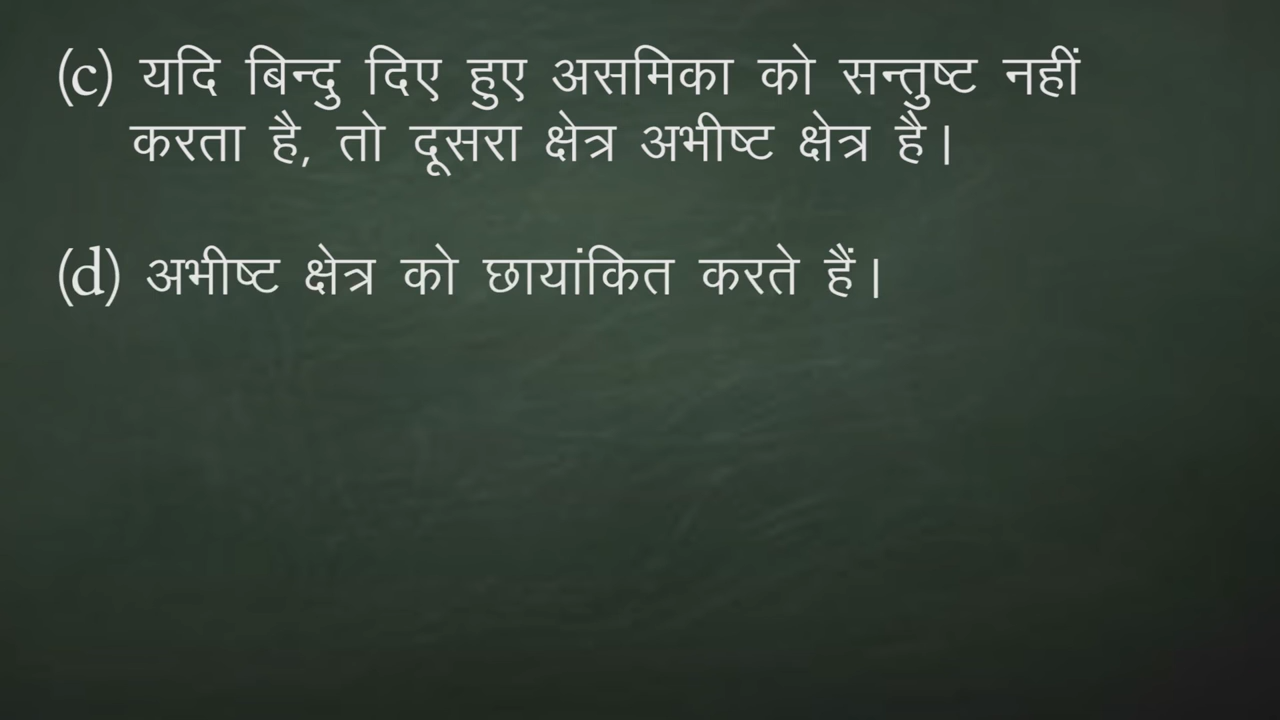 (c) यदि बिन्दु दिए हुए असमिका को सन्तुष्ट नहीं
करता है, तो दूसरा क्षेत्र अभीष्ट क्षेत्र है।
(d) अभीष्ट क्षेत्र को छायांकित करते हैं।